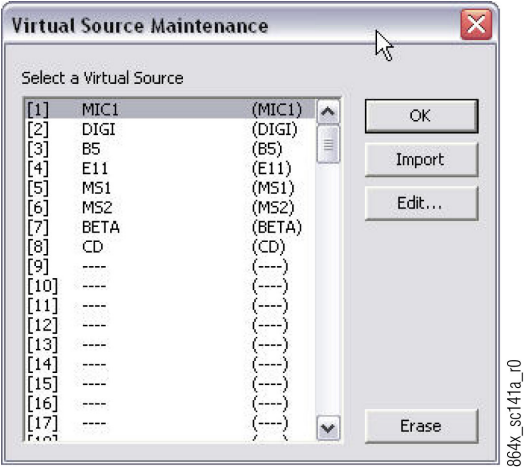 Virtual Source Maintenance
Select a Virtual Source
[1] MIC1 (MIC1)
[2] DIGI (DIGI)
[3] B5 (B5)
[4] E11 (E11)
[5] MS1 (MS1)
[6] MS2 (MS2)
[7] BETA (BETA)
[8] CD (CD)
[9] ---- (----)
[10] ---- (----)
[11] ---- (----)
[12] ---- (----)
[13] ---- (----)
[14] ---- (----)
[15] ---- (----)
[16] ---- (----)
[17] ---- (----)
OK
Import
Edit...
Erase
864x_sc141a_r0